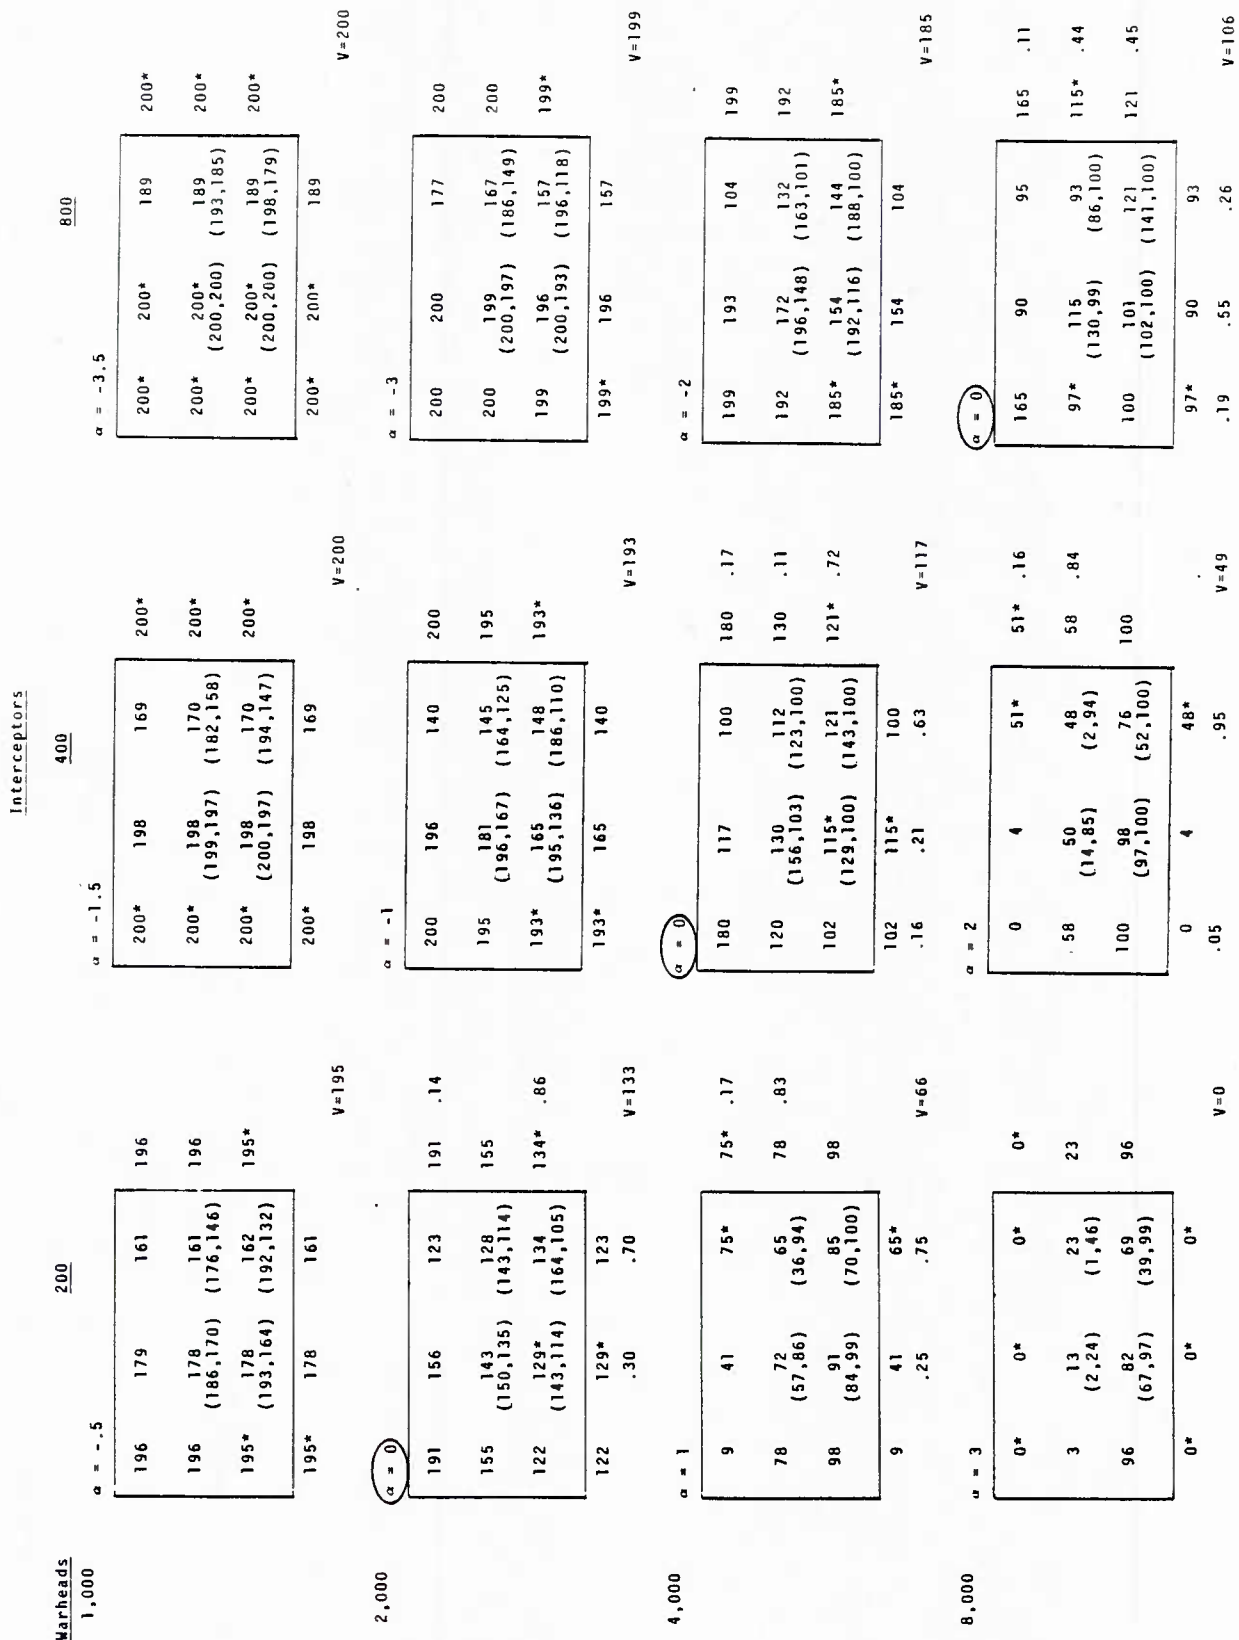 Interceptors
Warheads 200 400 800
1,000 α = -.5 α = -1.5 α = -3.5
196 179 161 196 200* 198 169 200* 200* 200* 189 200*
196 178 161 196 200* 198 170 200* 200* 200* 189 200*
(186,170) (176,146) (199,197) (182,158) (200,200) (193,185)
195* 178 162 195* 200* 198 170 200* 200* 200* 189 200*
(193,164) (192,132) (200,197) (194,147) (200,200) (198,179)
195* 178 161 200* 198 169 200* 200* 189
V=195 V=200 V=200
2,000 α = 0 α = -1 α = -3
191 156 123 191 .14 200 196 140 200 200 200 177 200
155 143 128 155 195 181 145 195 200 199 167 200
(150,135) (143,114) (196,167) (164,125) (200,197) (186,149)
122 129* 134 134* .86 193* 165 148 193* 199 196 157 199*
(143,114) (164,105) (195,136) (186,110) (200,193) (196,118)
122 129* 123 193* 165 140 199* 196 157
.30 .70
V=133 V=193 V=199
4,000 α = 1 α = 0 α = -2
9 41 75* 75* .17 180 117 100 180 .17 199 193 104 199
78 72 65 78 .83 120 130 112 130 .11 192 172 132 192
(57,86) (36,94) (156,103) (123,100) (196,148) (163,101)
98 91 85 98 102 115* 121 121* .72 185* 154 144 185*
(84,99) (70,100) (129,100) (143,100) (192,116) (188,100)
9 41 65* 102 115* 100 185* 154 104
.25 .75 .16 .21 .63
V=66 V=117 V=185
8,000 α = 3 α = 2 α = 0
0* 0* 0* 0* 0 4 51* 51* .16 165 90 95 165 .11
3 13 23 23 58 50 48 58 .84 97* 115 93 115* .44
(2,24) (1,46) (14,85) (2,94) (130,99) (86,100)
96 82 69 96 100 98 76 100 100 101 121 121 .45
(67,97) (39,99) (97,100) (52,100) (102,100) (141,100)
0* 0* 0* 0 4 48* 97* 90 93
.05 .95 .19 .55 .26
V=0 V=49 V=106